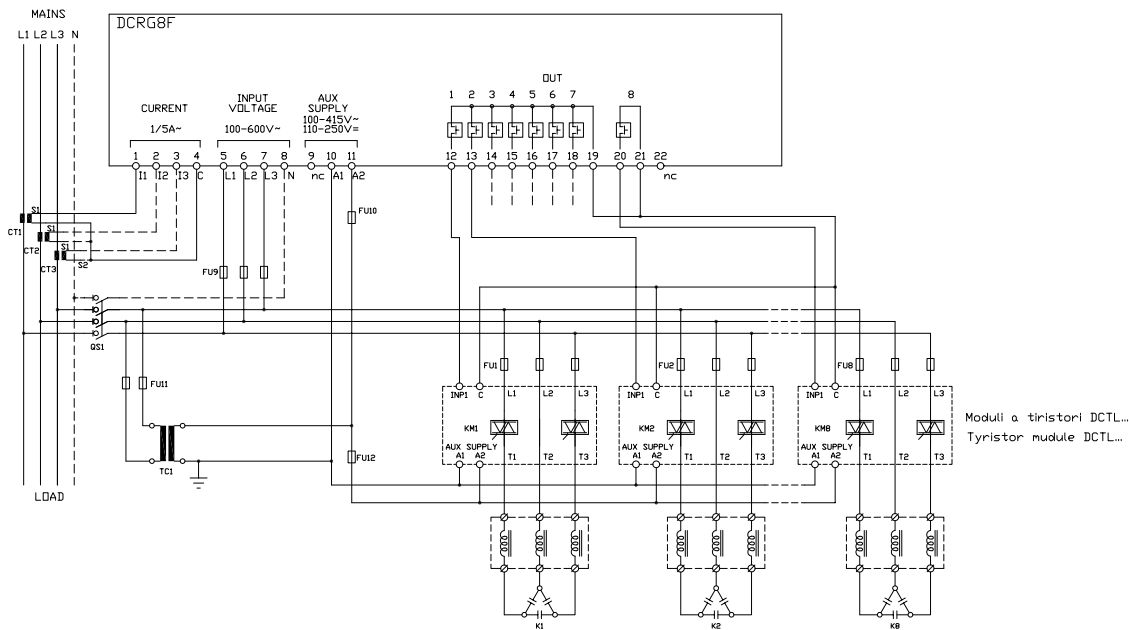 MAINS
L1 L2 L3 N
DCRG8F
CURRENT
1/5A~
INPUT
VOLTAGE
100-600V~
AUX
SUPPLY
100-415V~
110-250V=
OUT
1 2 3 4 5 6 7 8
1 2 3 4 5 6 7 8 9 10 11 12 13 14 15 16 17 18 19 20 21 22
I1 I2 I3 C L1 L2 L3 N nc A1 A2 nc
S1
CT1
S1
CT2
S1
CT3
S2
FU10
FU9
QS1
FU11
FU12
TC1
LOAD
FU1 FU2 FU8
INP1 C L1 L2 L3
KM1
AUX SUPPLY
A1 A2 T1 T2 T3
K1
INP1 C L1 L2 L3
KM2
AUX SUPPLY
A1 A2 T1 T2 T3
K2
INP1 C L1 L2 L3
KM8
AUX SUPPLY
A1 A2 T1 T2 T3
K8
Moduli a tiristori DCTL...
Tyristor mudule DCTL...